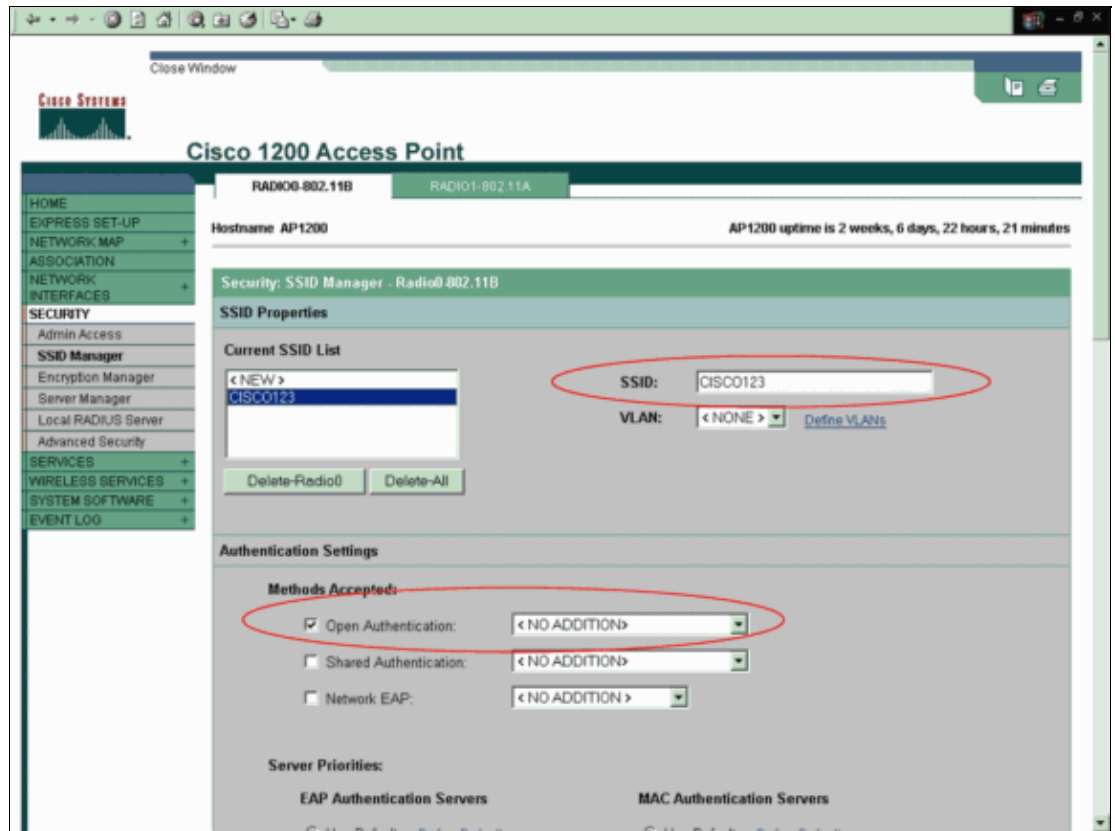 Close Window
CISCO SYSTEMS
Cisco 1200 Access Point
RADIO0-802.11B RADIO1-802.11A
HOME
EXPRESS SET-UP
NETWORK MAP +
ASSOCIATION
NETWORK
INTERFACES +
SECURITY
Admin Access
SSID Manager
Encryption Manager
Server Manager
Local RADIUS Server
Advanced Security
SERVICES +
WIRELESS SERVICES +
SYSTEM SOFTWARE +
EVENT LOG +
Hostname AP1200 AP1200 uptime is 2 weeks, 6 days, 22 hours, 21 minutes
Security: SSID Manager - Radio0-802.11B
SSID Properties
Current SSID List
< NEW >
CISCO123
SSID: CISCO123
VLAN: < NONE > Define VLANs
Delete-Radio0 Delete-All
Authentication Settings
Methods Accepted:
Open Authentication: < NO ADDITION>
Shared Authentication: < NO ADDITION>
Network EAP: < NO ADDITION >
Server Priorities:
EAP Authentication Servers MAC Authentication Servers